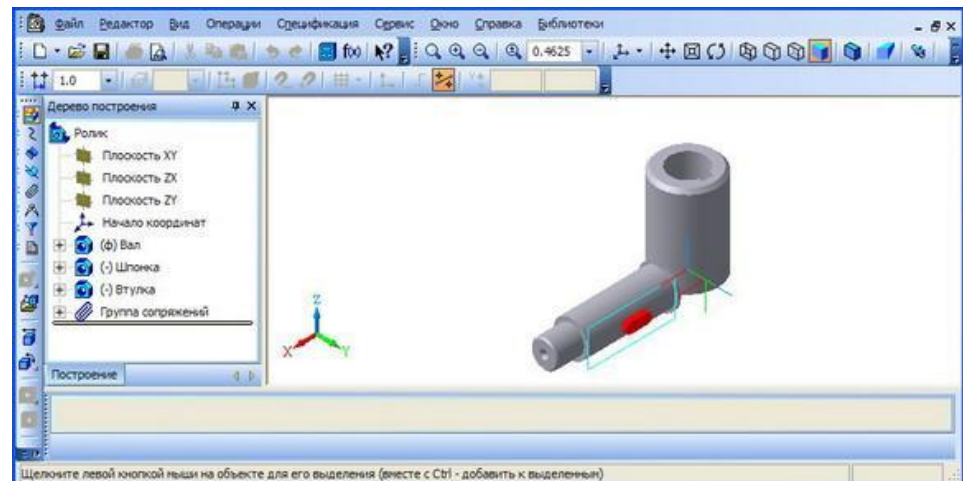 Файл Редактор Вид Операции Спецификация Сервис Окно Справка Библиотеки
f(x) 0.4625
1.0
Дерево построения
Ролик
Плоскость XY
Плоскость ZX
Плоскость ZY
Начало координат
(ф) Вал
(-) Шпонка
(-) Втулка
Группа сопряжений
Z
X Y
Построение
Щелкните левой кнопкой мыши на объекте для его выделения (вместе с Ctrl - добавить к выделенным)